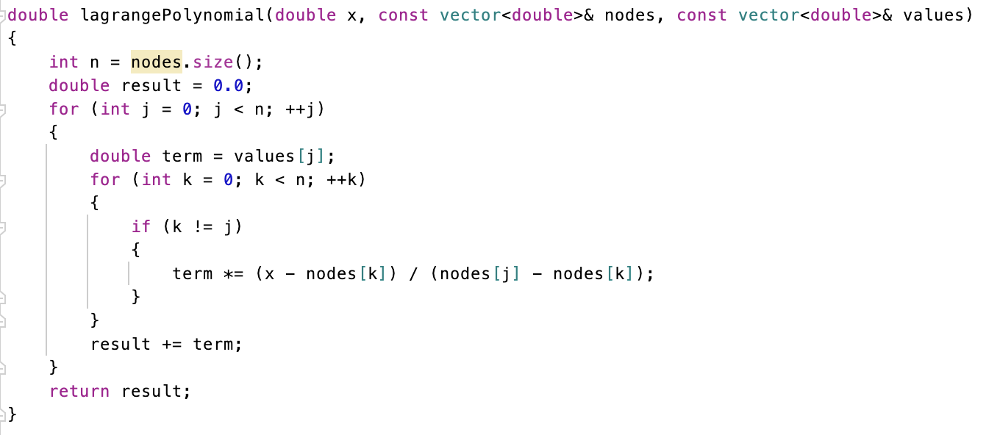 double lagrangePolynomial(double x, const vector<double>& nodes, const vector<double>& values)
{
    int n = nodes.size();
    double result = 0.0;
    for (int j = 0; j < n; ++j)
    {
        double term = values[j];
        for (int k = 0; k < n; ++k)
        {
            if (k != j)
            {
                term *= (x - nodes[k]) / (nodes[j] - nodes[k]);
            }
        }
        result += term;
    }
    return result;
}